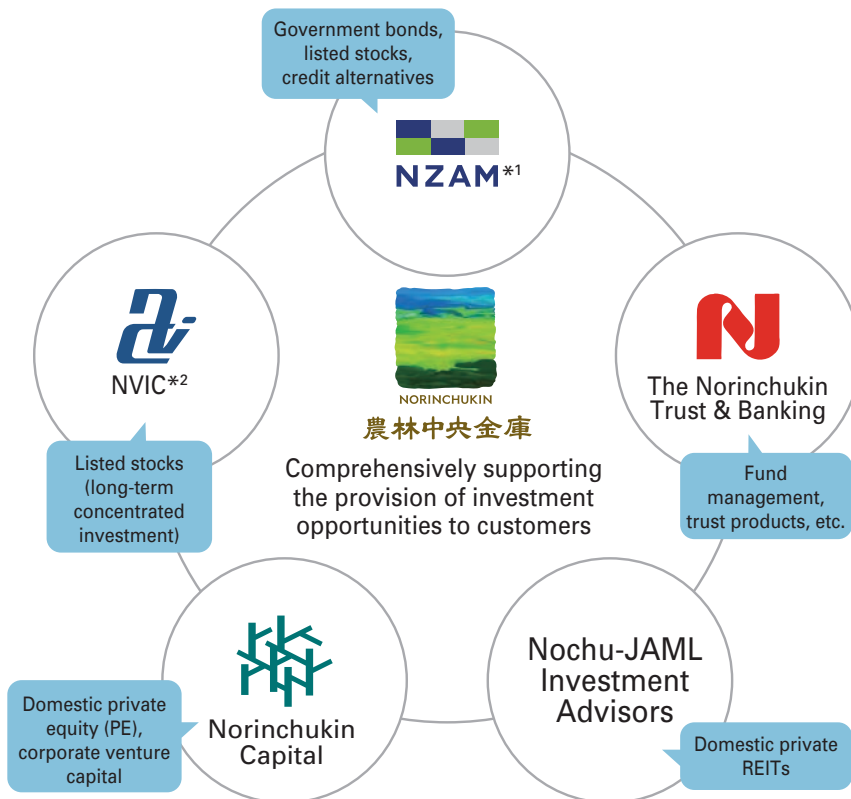 Government bonds,
listed stocks,
credit alternatives
NZAM*1
NVIC*2
Listed stocks
(long-term
concentrated
investment)
NORINCHUKIN
農林中央金庫
Comprehensively supporting
the provision of investment
opportunities to customers
The Norinchukin
Trust & Banking
Fund
management,
trust products, etc.
Domestic private
equity (PE),
corporate venture
capital
Norinchukin
Capital
Nochu-JAML
Investment
Advisors
Domestic private
REITs